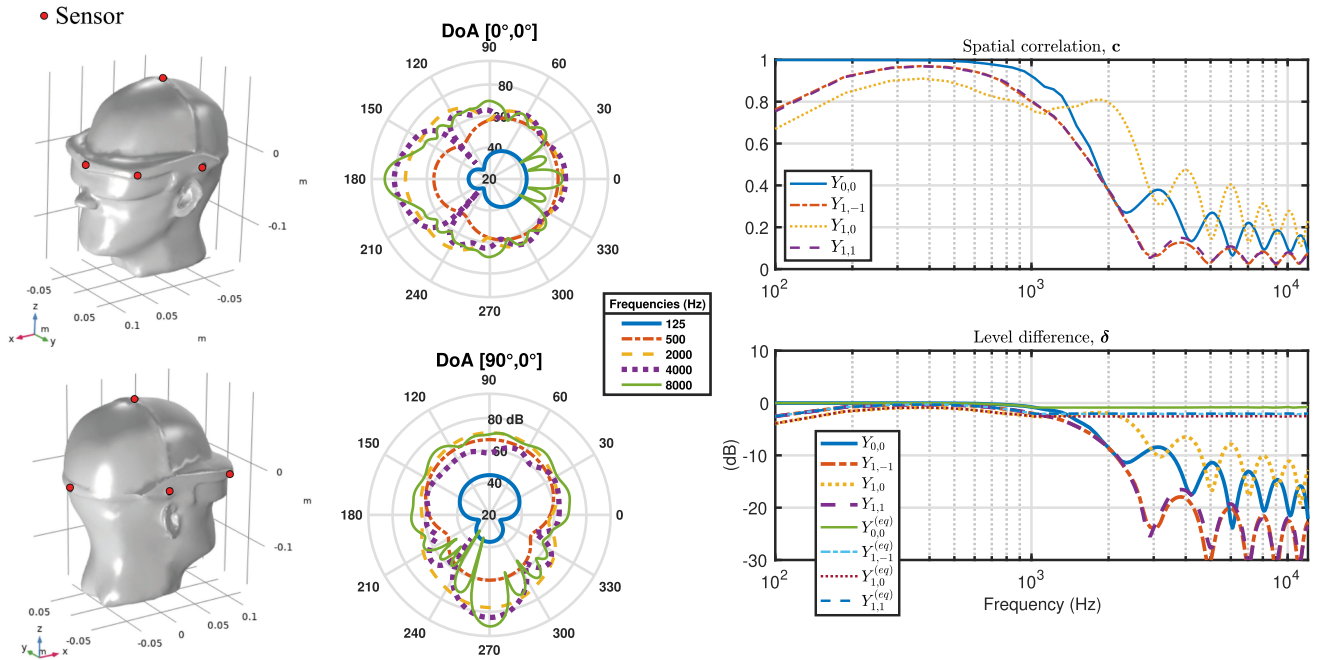 Sensor
0
m
-0.1
-0.05
0.05
0.1
0.05
-0.05
m
z
m
x
y
0
m
-0.1
0.05
-0.05
-0.05
0
0.05
0.1
z
y
m
x
DoA [0°,0°]
90
120
60
80
150
30
60
40
180
20
0
210
330
240
300
270
Frequencies (Hz)
125
500
2000
4000
8000
DoA [90°,0°]
90
120
60
80 dB
150
30
60
40
180
20
0
210
330
240
300
270
Spatial correlation, c
1
0.8
0.6
0.4
0.2
0
Y0,0
Y1,−1
Y1,0
Y1,1
10^2
10^3
10^4
Level difference, δ
10
0
-10
-20
-30
(dB)
Y0,0
Y1,−1
Y1,0
Y1,1
Y0,0^(eq)
Y1,−1^(eq)
Y1,0^(eq)
Y1,1^(eq)
10^2
10^3
10^4
Frequency (Hz)